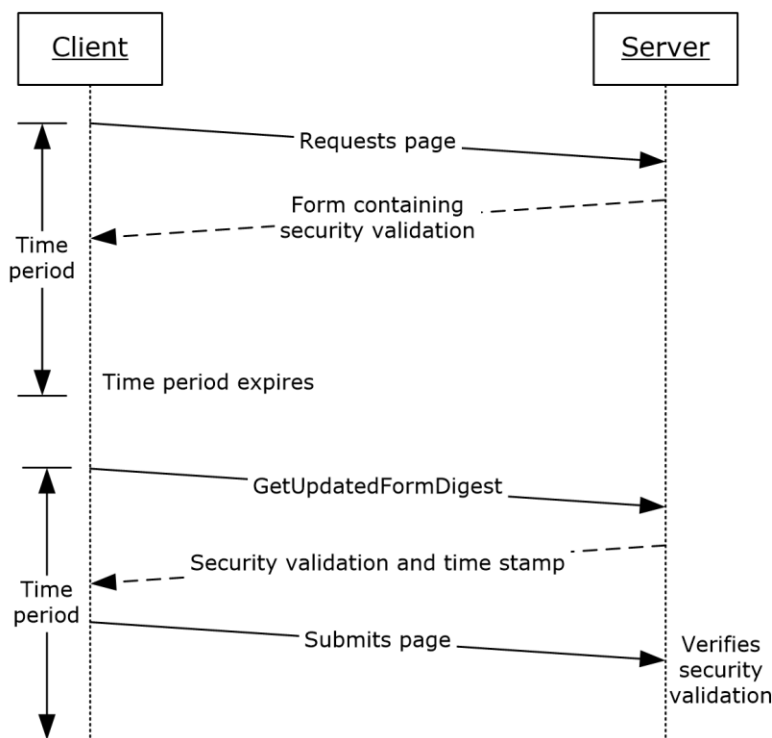 Client
Server
Requests page
Form containing
security validation
Time
period
Time period expires
GetUpdatedFormDigest
Security validation and time stamp
Time
period
Submits page
Verifies
security
validation